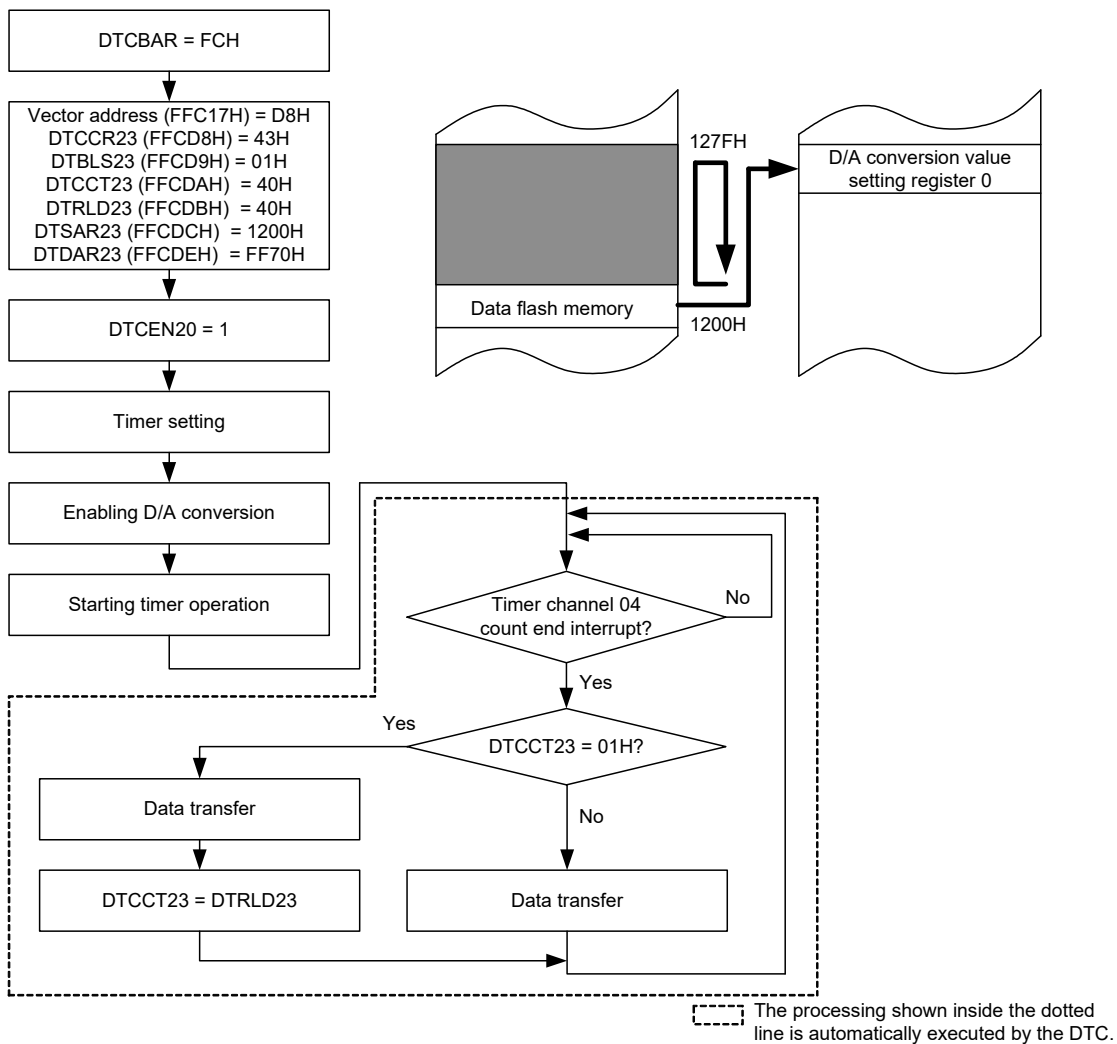 DTCBAR = FCH
Vector address (FFC17H) = D8H
DTCCR23 (FFCD8H) = 43H
DTBLS23 (FFCD9H) = 01H
DTCCT23 (FFCDAH) = 40H
DTRLD23 (FFCDBH) = 40H
DTSAR23 (FFCDCH) = 1200H
DTDAR23 (FFCDEH) = FF70H
DTCEN20 = 1
Timer setting
Enabling D/A conversion
Starting timer operation
127FH
D/A conversion value
setting register 0
Data flash memory
1200H
Timer channel 04
count end interrupt?
No
Yes
DTCCT23 = 01H?
Yes
No
Data transfer
DTCCT23 = DTRLD23
Data transfer
The processing shown inside the dotted
line is automatically executed by the DTC.